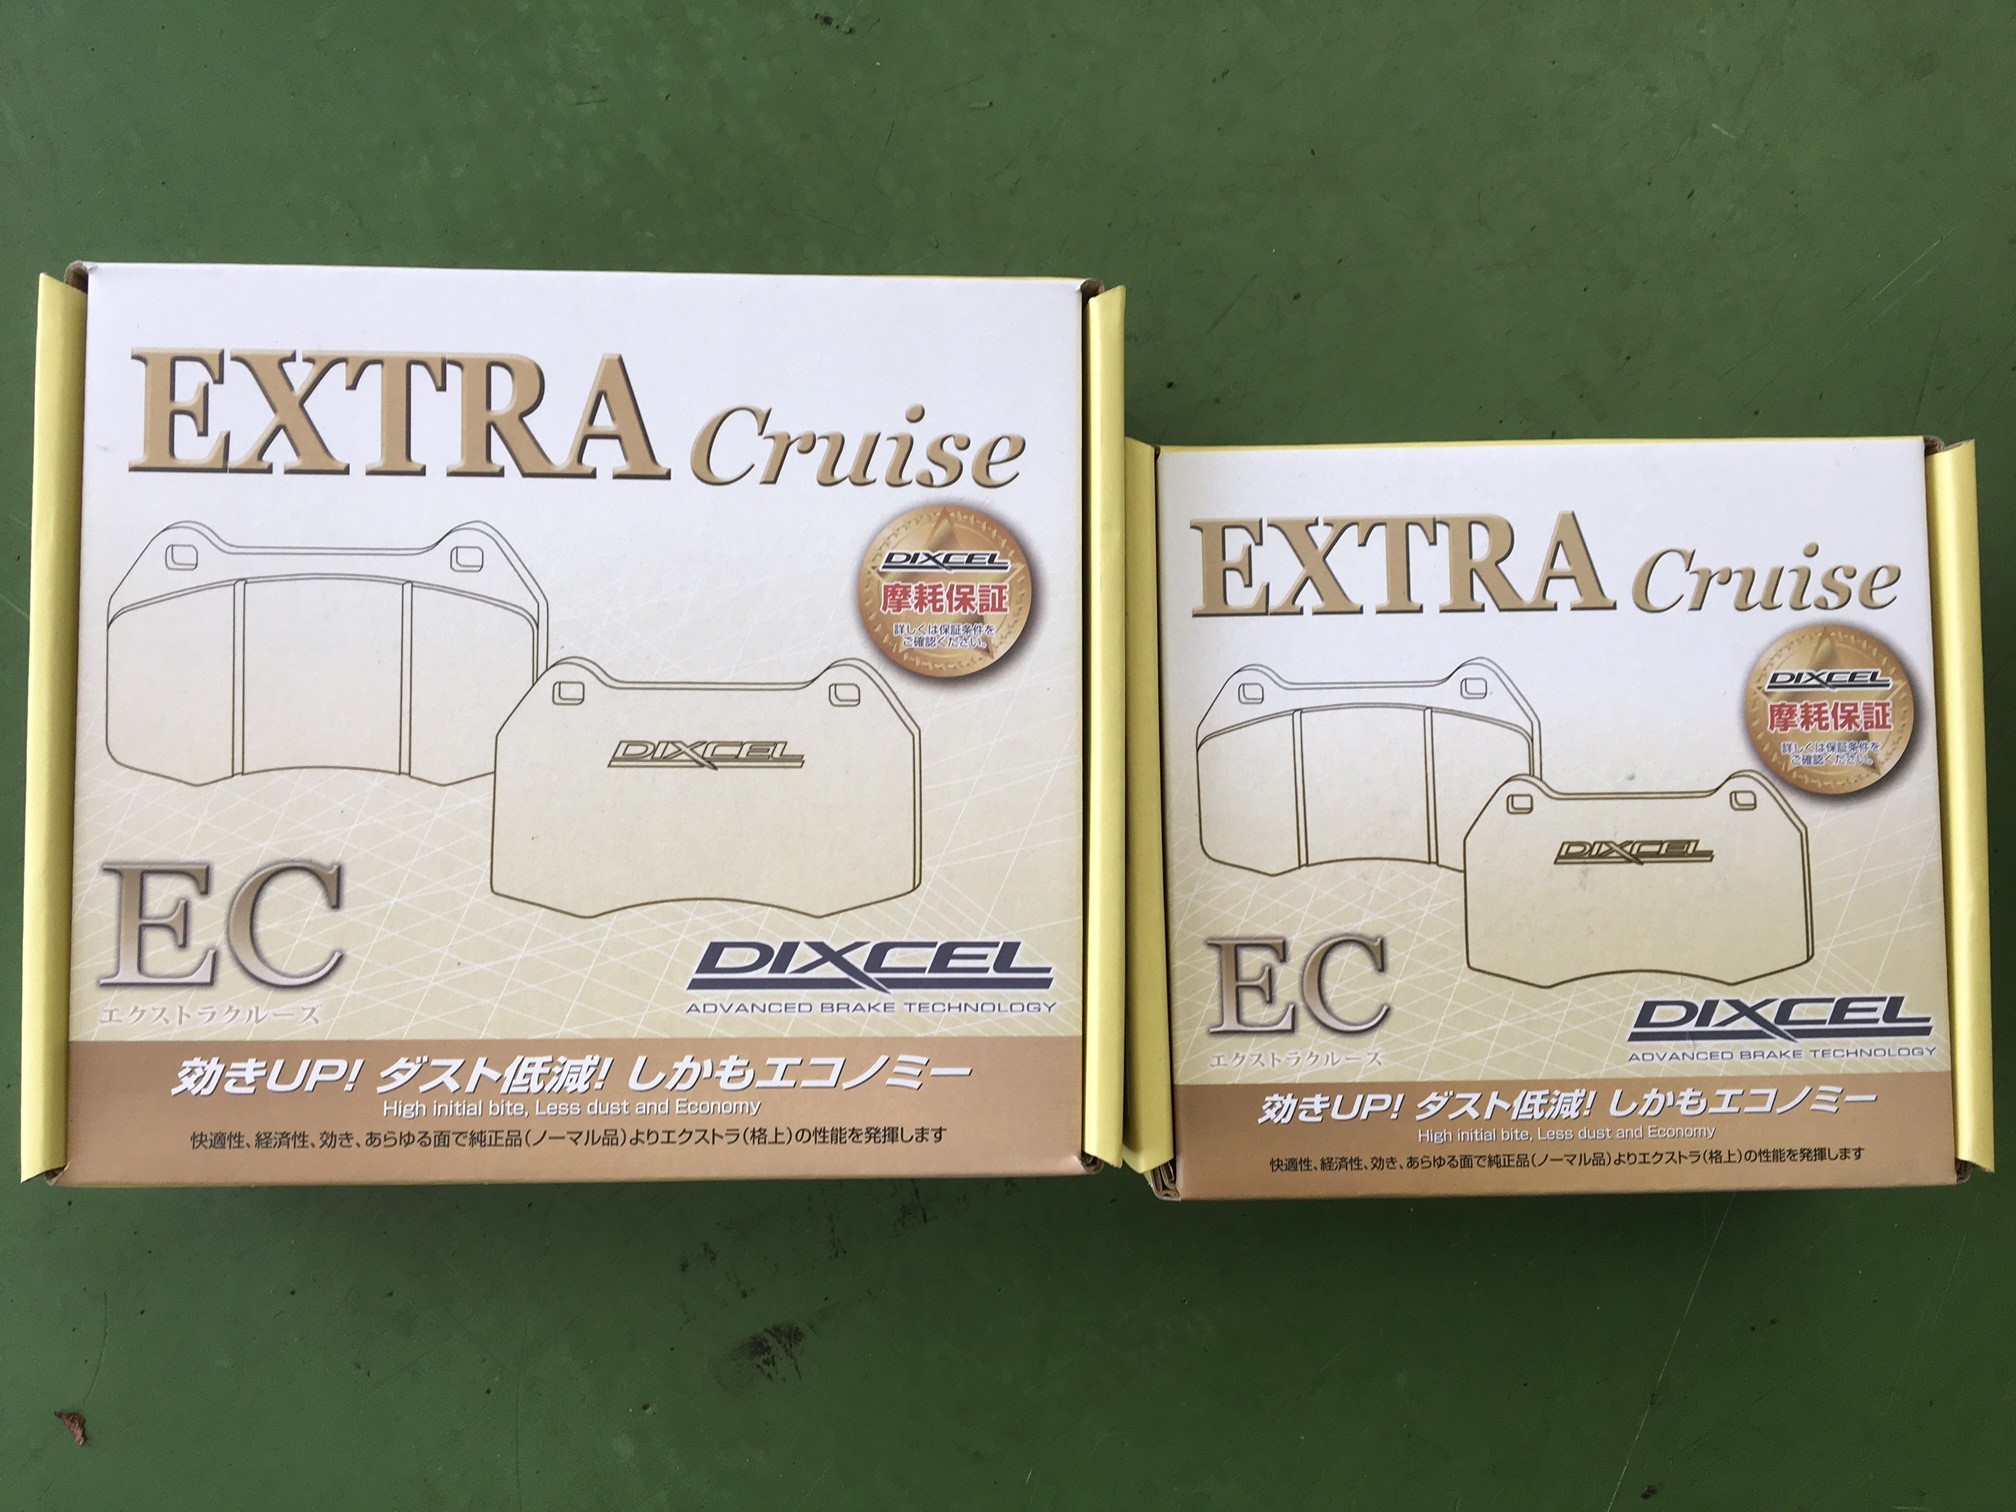 EXTRA Cruise
DIXCEL
摩耗保証
詳しくは保証条件を
ご確認ください。
DIXCEL
EC
エクストラクルーズ
DIXCEL
ADVANCED BRAKE TECHNOLOGY
効きUP! ダスト低減! しかもエコノミー
High initial bite, Less dust and Economy
快適性、経済性、効き、あらゆる面で純正品(ノーマル品)よりエクストラ(格上)の性能を発揮します
EXTRA Cruise
DIXCEL
摩耗保証
詳しくは保証条件を
ご確認ください。
DIXCEL
EC
エクストラクルーズ
DIXCEL
ADVANCED BRAKE TECHNOLOGY
効きUP! ダスト低減! しかもエコノミー
High initial bite, Less dust and Economy
快適性、経済性、効き、あらゆる面で純正品(ノーマル品)よりエクストラ(格上)の性能を発揮します